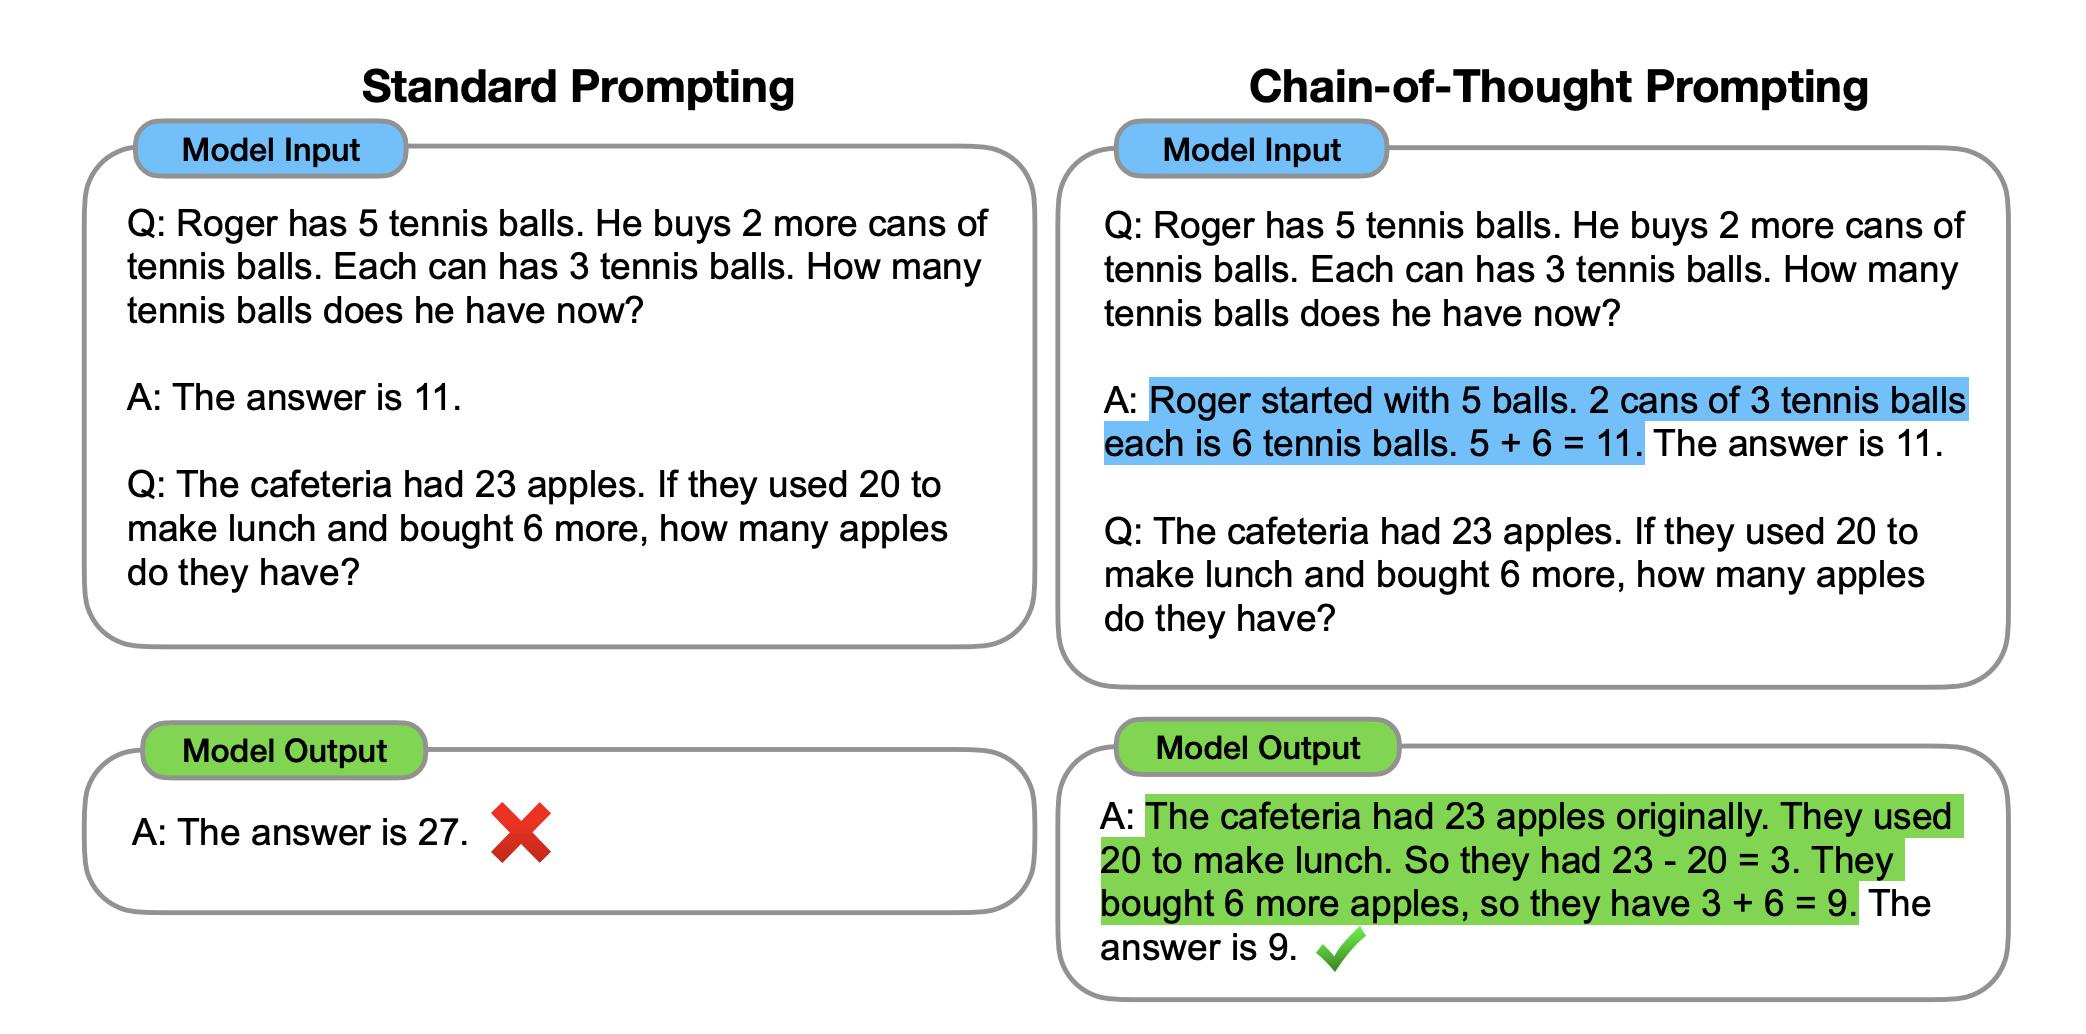 Standard Prompting
Model Input
Q: Roger has 5 tennis balls. He buys 2 more cans of
tennis balls. Each can has 3 tennis balls. How many
tennis balls does he have now?
A: The answer is 11.
Q: The cafeteria had 23 apples. If they used 20 to
make lunch and bought 6 more, how many apples
do they have?
Model Output
A: The answer is 27.
Chain-of-Thought Prompting
Model Input
Q: Roger has 5 tennis balls. He buys 2 more cans of
tennis balls. Each can has 3 tennis balls. How many
tennis balls does he have now?
A: Roger started with 5 balls. 2 cans of 3 tennis balls
each is 6 tennis balls. 5 + 6 = 11. The answer is 11.
Q: The cafeteria had 23 apples. If they used 20 to
make lunch and bought 6 more, how many apples
do they have?
Model Output
A: The cafeteria had 23 apples originally. They used
20 to make lunch. So they had 23 - 20 = 3. They
bought 6 more apples, so they have 3 + 6 = 9. The
answer is 9.